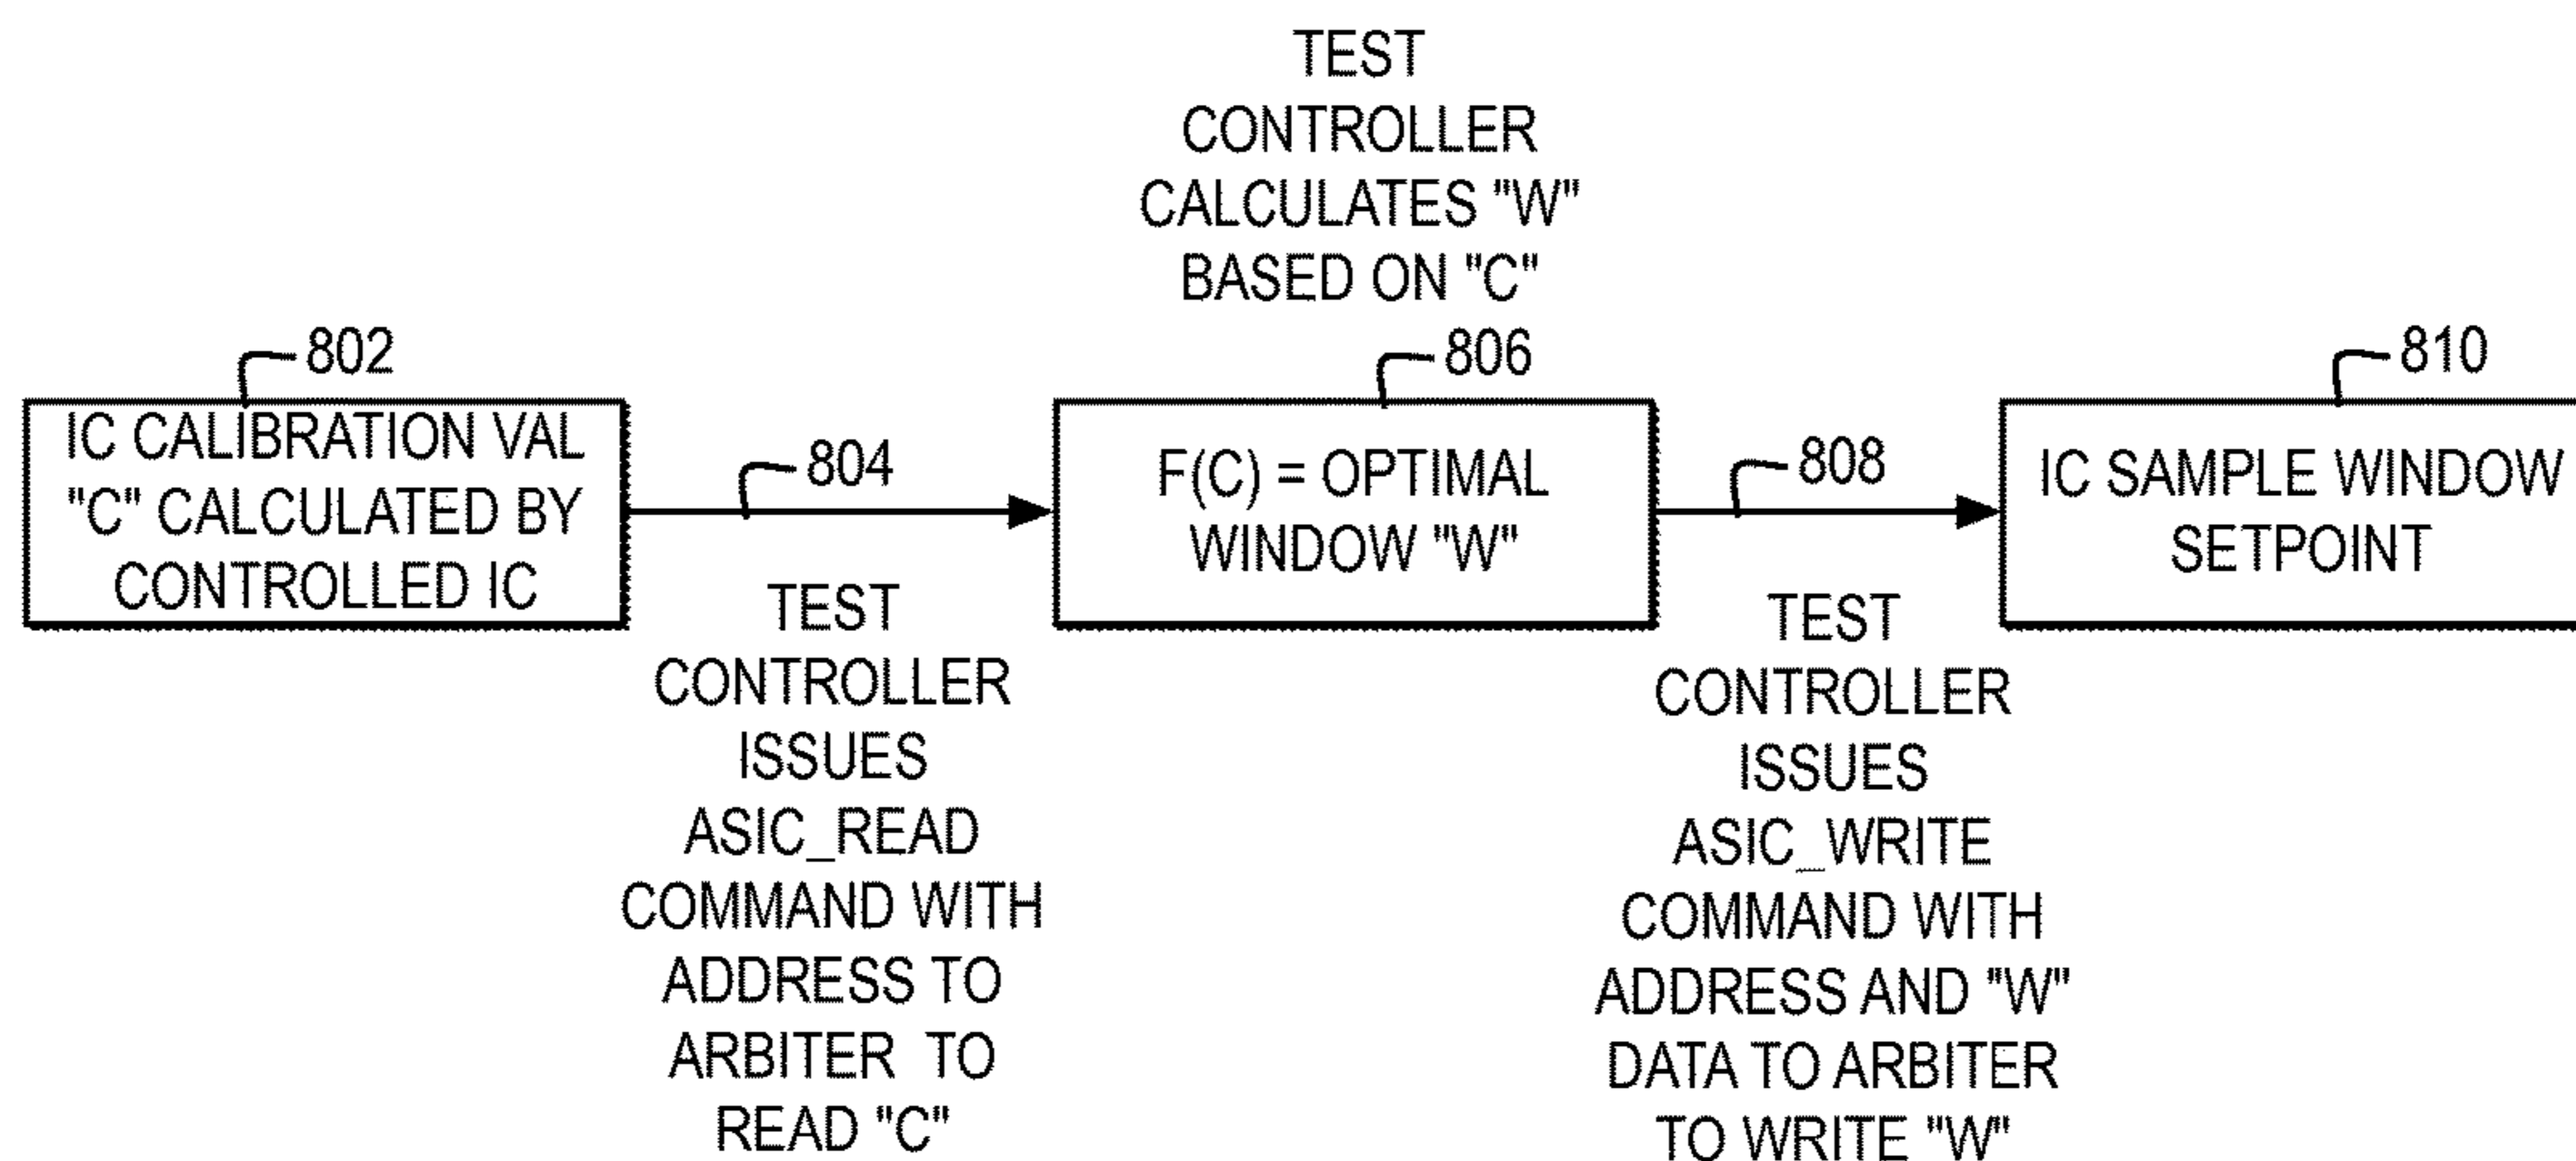 TEST
CONTROLLER
CALCULATES "W"
BASED ON "C"
802
IC CALIBRATION VAL
"C" CALCULATED BY
CONTROLLED IC
804
TEST
CONTROLLER
ISSUES
ASIC_READ
COMMAND WITH
ADDRESS TO
ARBITER TO
READ "C"
806
F(C) = OPTIMAL
WINDOW "W"
808
TEST
CONTROLLER
ISSUES
ASIC_WRITE
COMMAND WITH
ADDRESS AND "W"
DATA TO ARBITER
TO WRITE "W"
810
IC SAMPLE WINDOW
SETPOINT